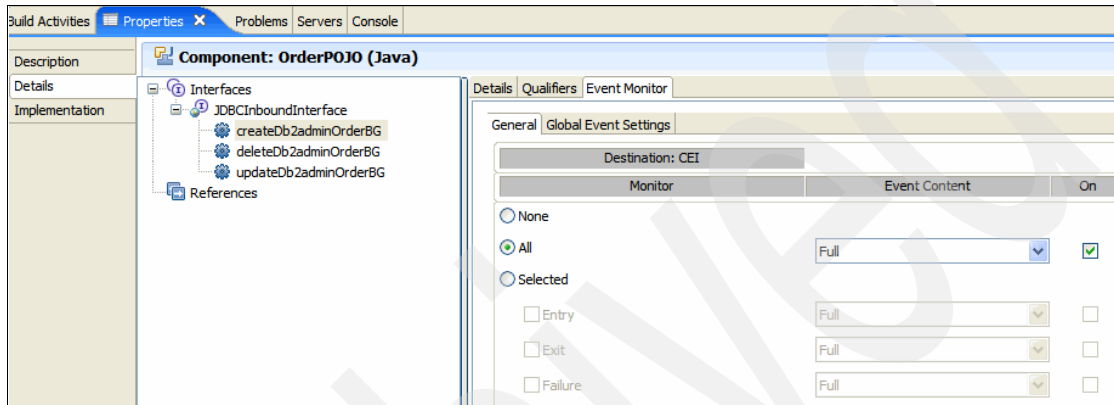 Build Activities Properties Problems Servers Console
Description
Details
Implementation
Component: OrderPOJO (Java)
Interfaces
JDBCInboundInterface
createDb2adminOrderBG
deleteDb2adminOrderBG
updateDb2adminOrderBG
References
Details Qualifiers Event Monitor
General Global Event Settings
Destination: CEI
Monitor Event Content On
None
All Full
Selected
Entry Full
Exit Full
Failure Full